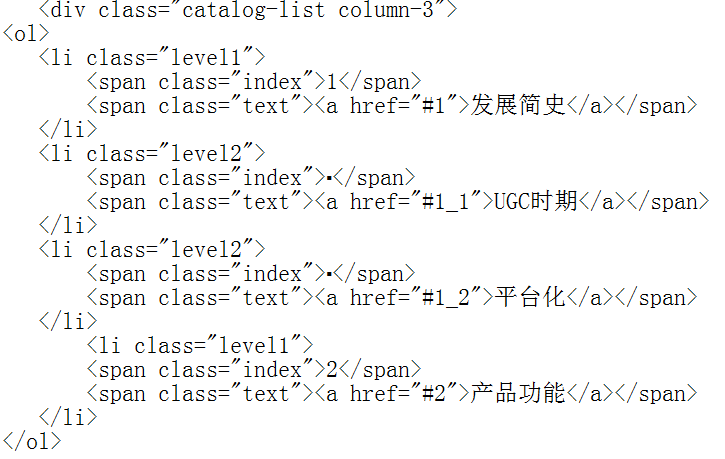 <div class="catalog-list column-3">
<ol>
<li class="level1">
<span class="index">1</span>
<span class="text"><a href="#1">发展简史</a></span>
</li>
<li class="level2">
<span class="index">▪</span>
<span class="text"><a href="#1_1">UGC时期</a></span>
</li>
<li class="level2">
<span class="index">▪</span>
<span class="text"><a href="#1_2">平台化</a></span>
</li>
<li class="level1">
<span class="index">2</span>
<span class="text"><a href="#2">产品功能</a></span>
</li>
</ol>